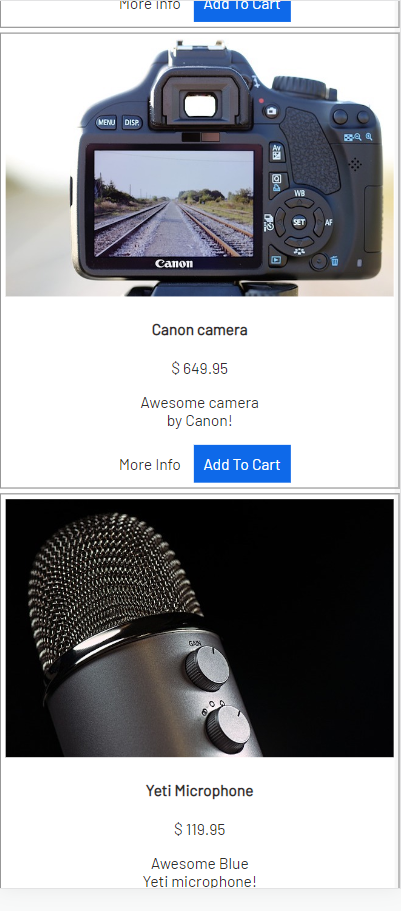 More Info
Add To Cart
MENU
DISP.
Av
Q
WB
SET
AF
Canon
Canon camera
$ 649.95
Awesome camera
by Canon!
More Info
Add To Cart
GAIN
Yeti Microphone
$ 119.95
Awesome Blue
Yeti microphone!